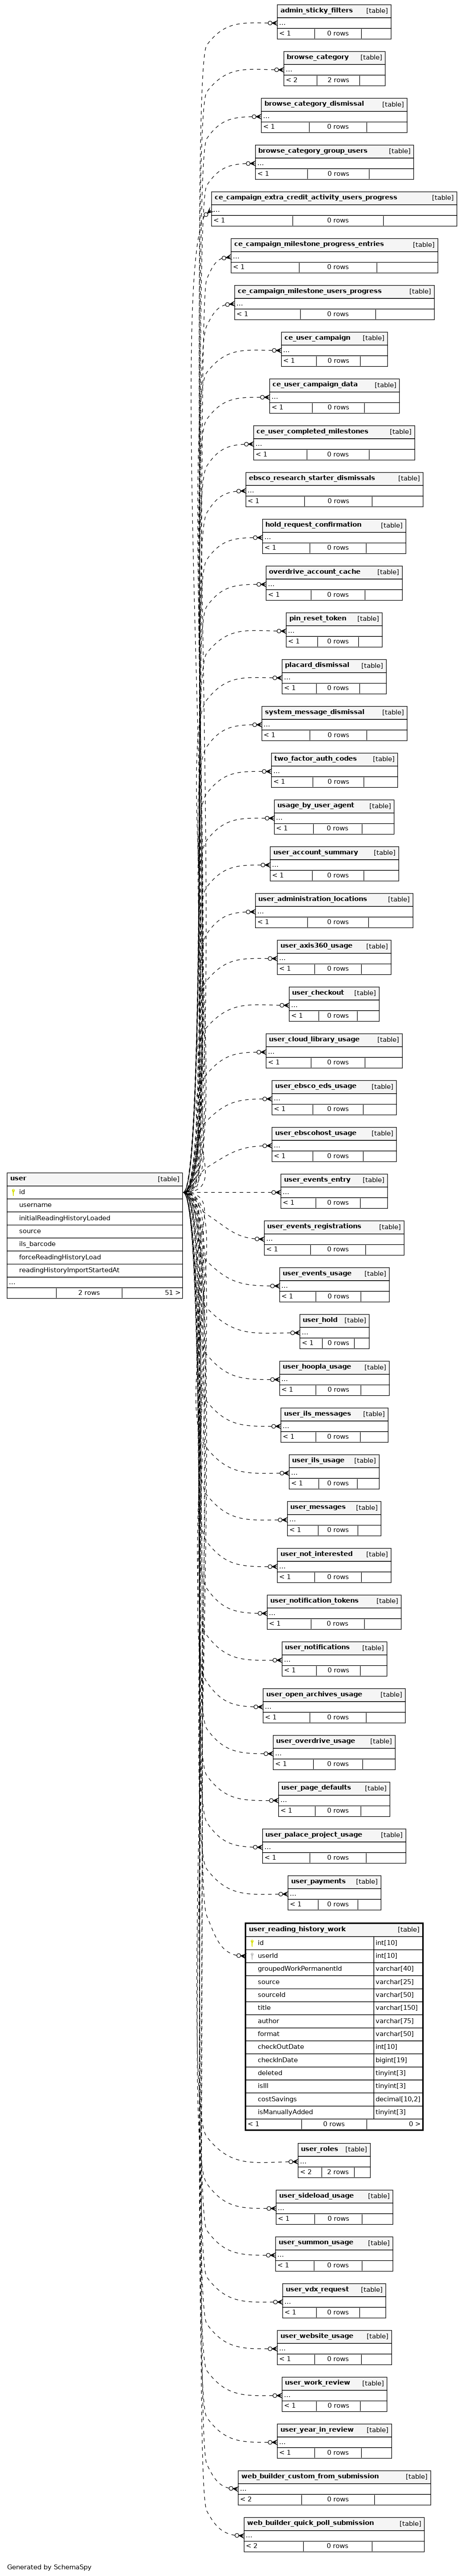 admin_sticky_filters [table]
...
< 1 0 rows
browse_category [table]
...
< 2 2 rows
browse_category_dismissal [table]
...
< 1 0 rows
browse_category_group_users [table]
...
< 1 0 rows
ce_campaign_extra_credit_activity_users_progress [table]
...
< 1 0 rows
ce_campaign_milestone_progress_entries [table]
...
< 1 0 rows
ce_campaign_milestone_users_progress [table]
...
< 1 0 rows
ce_user_campaign [table]
...
< 1 0 rows
ce_user_campaign_data [table]
...
< 1 0 rows
ce_user_completed_milestones [table]
...
< 1 0 rows
ebsco_research_starter_dismissals [table]
...
< 1 0 rows
hold_request_confirmation [table]
...
< 1 0 rows
overdrive_account_cache [table]
...
< 1 0 rows
pin_reset_token [table]
...
< 1 0 rows
placard_dismissal [table]
...
< 1 0 rows
system_message_dismissal [table]
...
< 1 0 rows
two_factor_auth_codes [table]
...
< 1 0 rows
usage_by_user_agent [table]
...
< 1 0 rows
user_account_summary [table]
...
< 1 0 rows
user_administration_locations [table]
...
< 1 0 rows
user_axis360_usage [table]
...
< 1 0 rows
user_checkout [table]
...
< 1 0 rows
user_cloud_library_usage [table]
...
< 1 0 rows
user_ebsco_eds_usage [table]
...
< 1 0 rows
user_ebscohost_usage [table]
...
< 1 0 rows
user [table]
id
username
initialReadingHistoryLoaded
source
ils_barcode
forceReadingHistoryLoad
readingHistoryImportStartedAt
...
2 rows 51 >
user_events_entry [table]
...
< 1 0 rows
user_events_registrations [table]
...
< 1 0 rows
user_events_usage [table]
...
< 1 0 rows
user_hold [table]
...
< 1 0 rows
user_hoopla_usage [table]
...
< 1 0 rows
user_ils_messages [table]
...
< 1 0 rows
user_ils_usage [table]
...
< 1 0 rows
user_messages [table]
...
< 1 0 rows
user_not_interested [table]
...
< 1 0 rows
user_notification_tokens [table]
...
< 1 0 rows
user_notifications [table]
...
< 1 0 rows
user_open_archives_usage [table]
...
< 1 0 rows
user_overdrive_usage [table]
...
< 1 0 rows
user_page_defaults [table]
...
< 1 0 rows
user_palace_project_usage [table]
...
< 1 0 rows
user_payments [table]
...
< 1 0 rows
user_reading_history_work [table]
id int[10]
userId int[10]
groupedWorkPermanentId varchar[40]
source varchar[25]
sourceId varchar[50]
title varchar[150]
author varchar[75]
format varchar[50]
checkOutDate int[10]
checkInDate bigint[19]
deleted tinyint[3]
isIll tinyint[3]
costSavings decimal[10,2]
isManuallyAdded tinyint[3]
< 1 0 rows 0 >
user_roles [table]
...
< 2 2 rows
user_sideload_usage [table]
...
< 1 0 rows
user_summon_usage [table]
...
< 1 0 rows
user_vdx_request [table]
...
< 1 0 rows
user_website_usage [table]
...
< 1 0 rows
user_work_review [table]
...
< 1 0 rows
user_year_in_review [table]
...
< 1 0 rows
web_builder_custom_from_submission [table]
...
< 2 0 rows
web_builder_quick_poll_submission [table]
...
< 2 0 rows
Generated by SchemaSpy